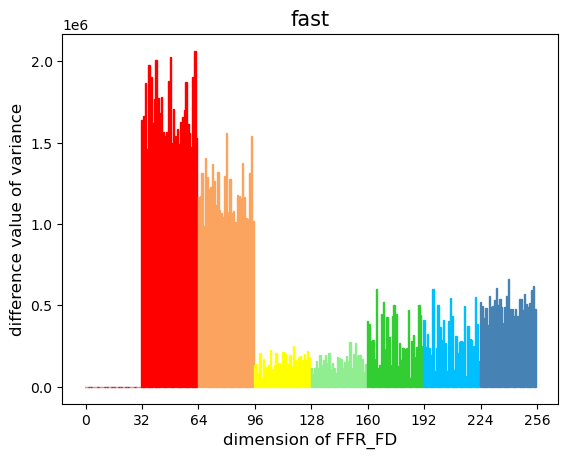 fast
1e6
2.0
1.5
1.0
0.5
0.0
difference value of variance
0 32 64 96 128 160 192 224 256
dimension of FFR_FD